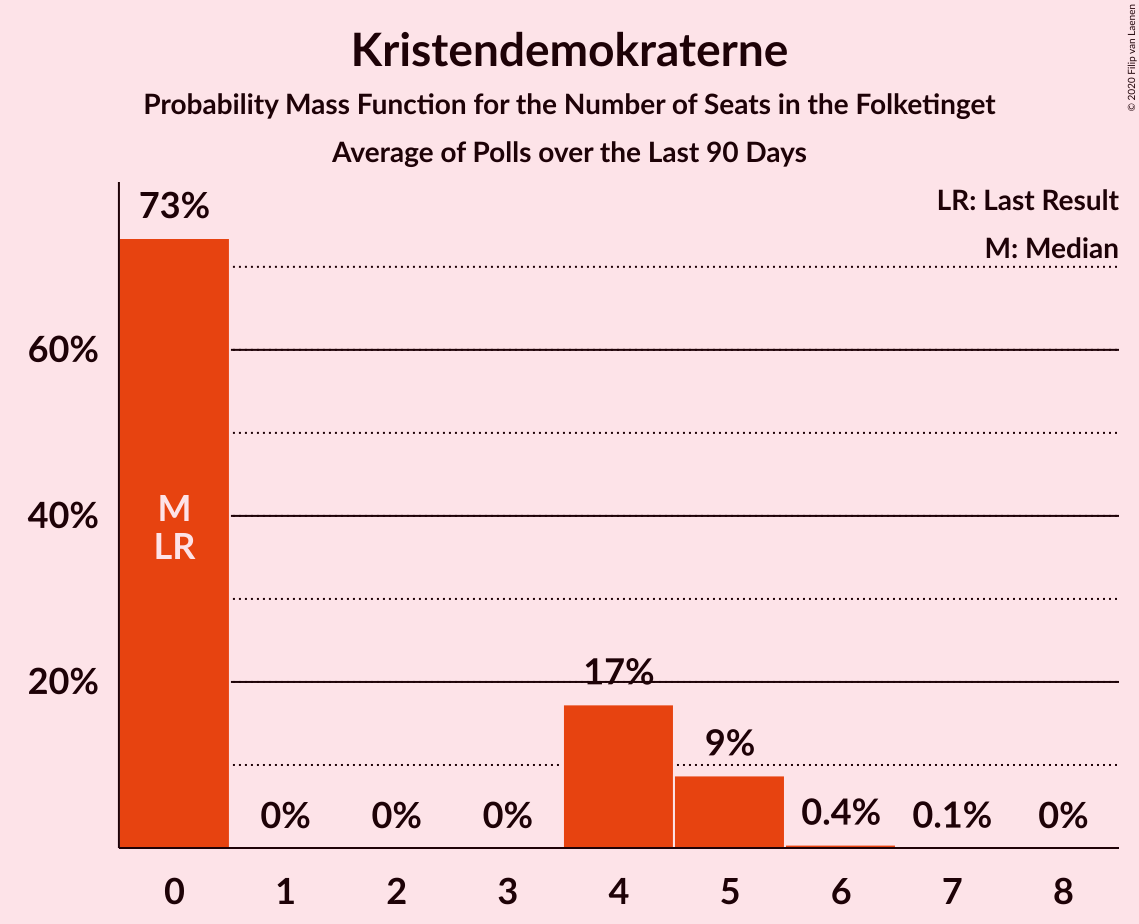 Kristendemokraterne
Probability Mass Function for the Number of Seats in the Folketinget
Average of Polls over the Last 90 Days
© 2020 Filip van Laenen
LR: Last Result
M: Median
73%
60%
40%
20%
M
LR
17%
9%
0%
0%
0%
0.4%
0.1%
0%
0
1
2
3
4
5
6
7
8